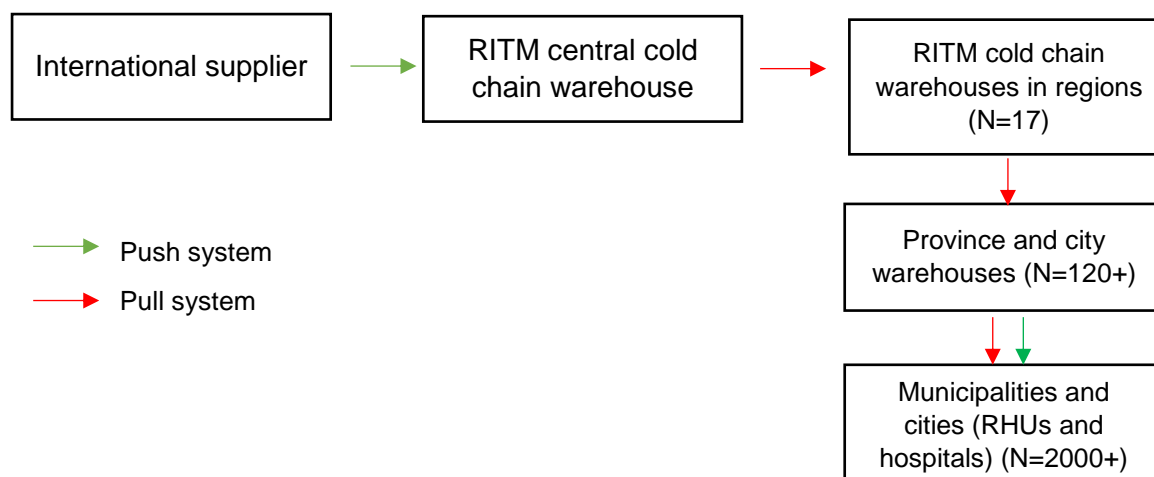 International supplier
RITM central cold
chain warehouse
RITM cold chain
warehouses in regions
(N=17)
Province and city
warehouses (N=120+)
Municipalities and
cities (RHUs and
hospitals) (N=2000+)
Push system
Pull system